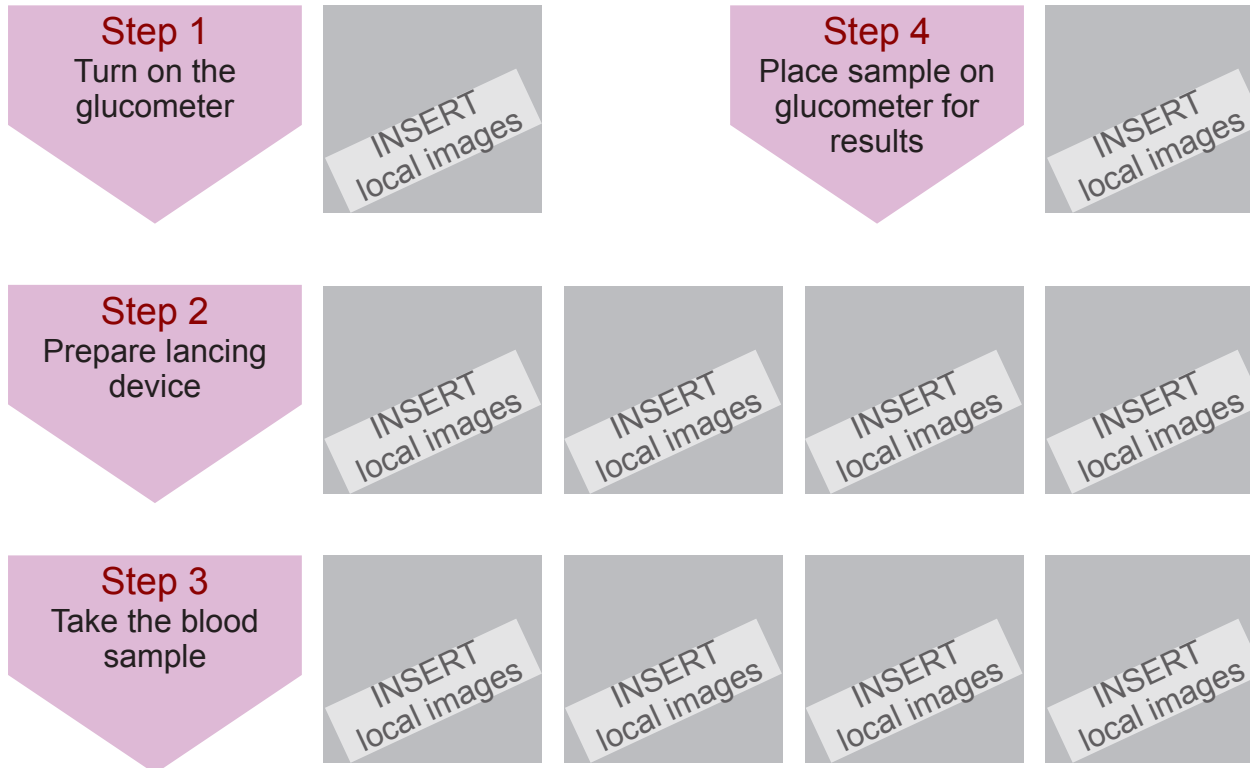 Step 1
Turn on the
glucometer
INSERT
local images
Step 4
Place sample on
glucometer for
results
INSERT
local images
Step 2
Prepare lancing
device
INSERT
local images
INSERT
local images
INSERT
local images
INSERT
local images
Step 3
Take the blood
sample
INSERT
local images
INSERT
local images
INSERT
local images
INSERT
local images